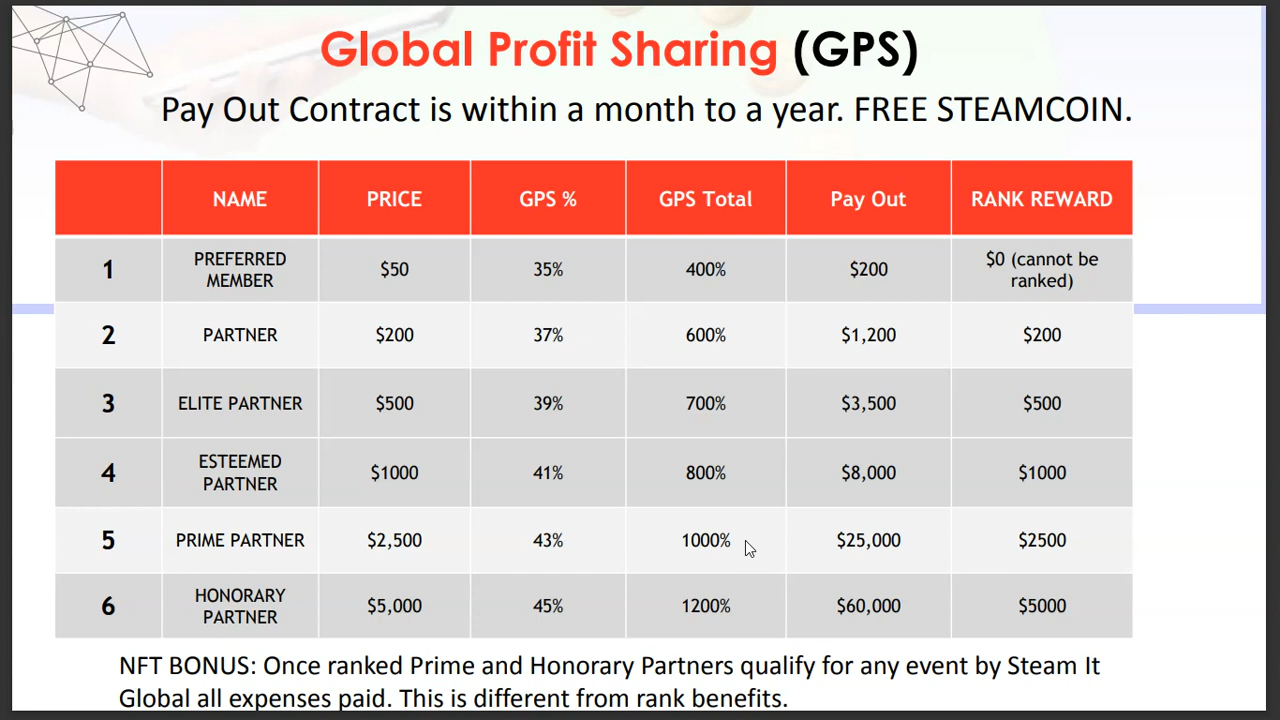 Global Profit Sharing (GPS)
Pay Out Contract is within a month to a year. FREE STEAMCOIN.
NAME PRICE GPS % GPS Total Pay Out RANK REWARD
1 PREFERRED MEMBER $50 35% 400% $200 $0 (cannot be ranked)
2 PARTNER $200 37% 600% $1,200 $200
3 ELITE PARTNER $500 39% 700% $3,500 $500
4 ESTEEMED PARTNER $1000 41% 800% $8,000 $1000
5 PRIME PARTNER $2,500 43% 1000% $25,000 $2500
6 HONORARY PARTNER $5,000 45% 1200% $60,000 $5000
NFT BONUS: Once ranked Prime and Honorary Partners qualify for any event by Steam It
Global all expenses paid. This is different from rank benefits.